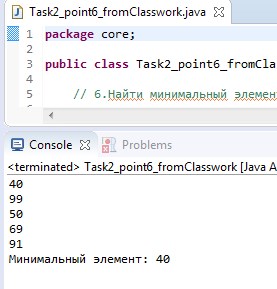 Task2_point6_fromClasswork.java
1 package core;
2
3 public class Task2_point6_fromCla
4
5 // 6.Найти минимальный элемен
6
Console Problems
<terminated> Task2_point6_fromClasswork [Java A
40
99
50
69
91
Минимальный элемент: 40